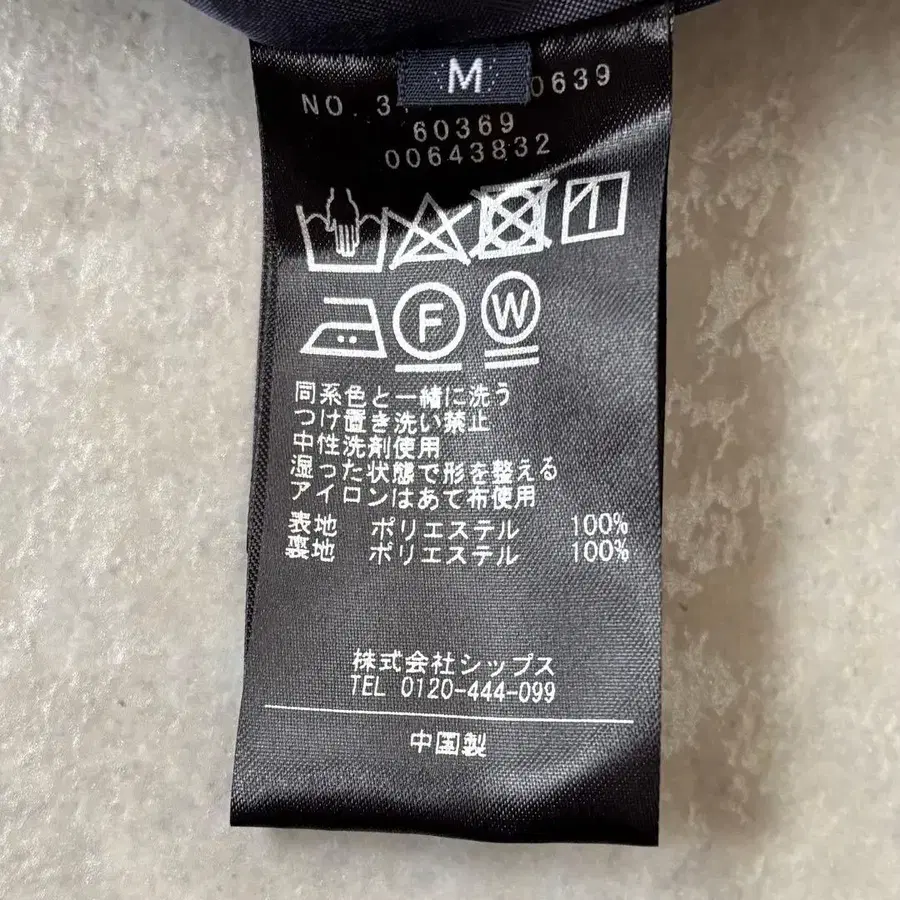 M
NO.34 0639
60369
00643832
F
W
同系色と一緒に洗う
つけ置き洗い禁止
中性洗剤使用
湿った状態で形を整える
アイロンはあて布使用
表地 ポリエステル 100%
裏地 ポリエステル 100%
株式会社シップス
TEL 0120-444-099
中国製